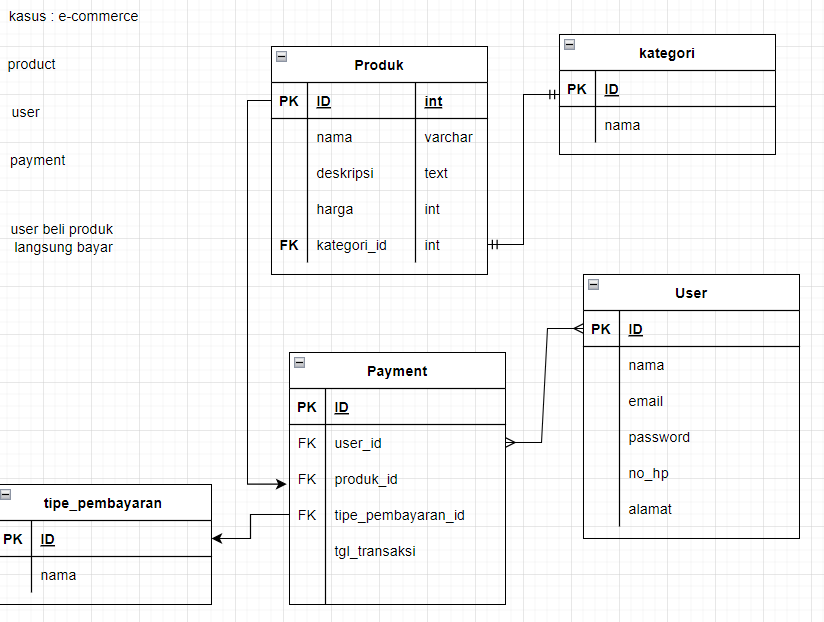 kasus : e-commerce
product
user
payment
user beli produk
langsung bayar
Produk
PK ID int
nama varchar
deskripsi text
harga int
FK kategori_id int
kategori
PK ID
nama
User
PK ID
nama
email
password
no_hp
alamat
Payment
PK ID
FK user_id
FK produk_id
FK tipe_pembayaran_id
tgl_transaksi
tipe_pembayaran
PK ID
nama